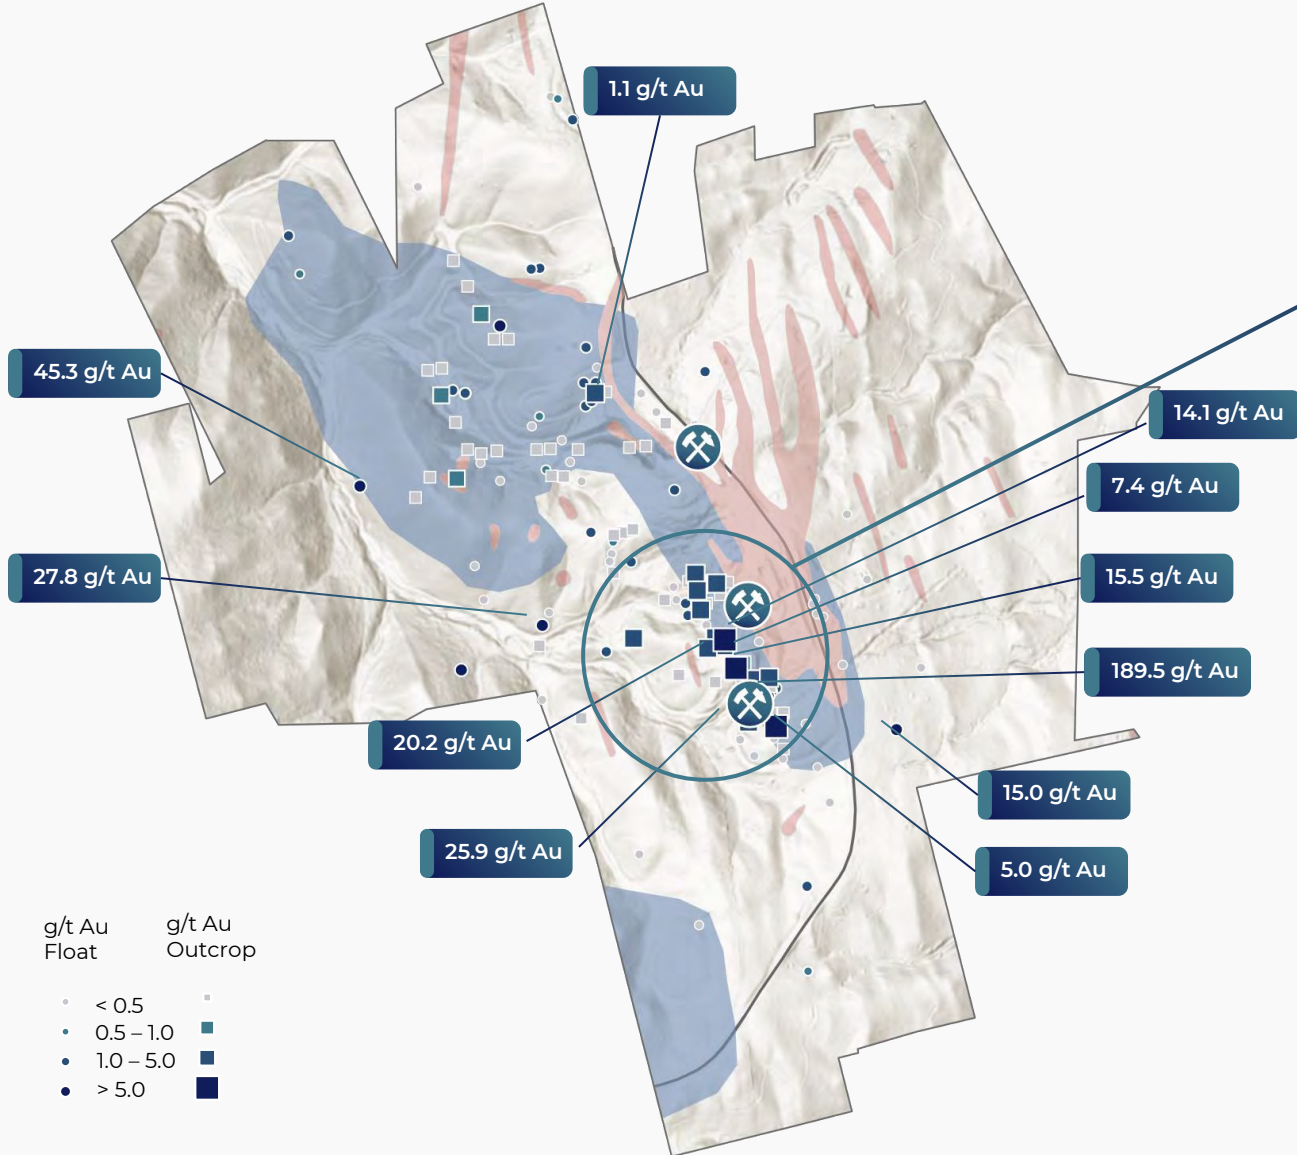 1.1 g/t Au
45.3 g/t Au
14.1 g/t Au
7.4 g/t Au
27.8 g/t Au
15.5 g/t Au
189.5 g/t Au
20.2 g/t Au
15.0 g/t Au
25.9 g/t Au
5.0 g/t Au
g/t Au
Float
g/t Au
Outcrop
< 0.5
0.5 – 1.0
1.0 – 5.0
> 5.0